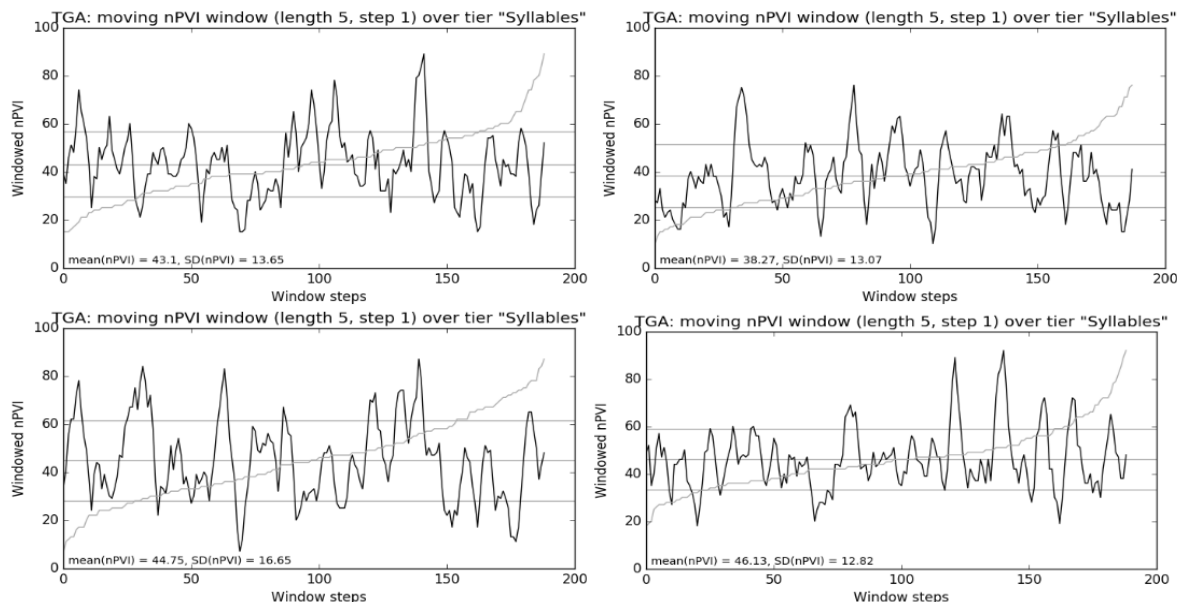 TGA: moving nPVI window (length 5, step 1) over tier "Syllables"
100
80
60
40
20
0
Windowed nPVI
mean(nPVI) = 43.1, SD(nPVI) = 13.65
0 50 100 150 200
Window steps
TGA: moving nPVI window (length 5, step 1) over tier "Syllables"
100
80
60
40
20
0
Windowed nPVI
mean(nPVI) = 38.27, SD(nPVI) = 13.07
0 50 100 150 200
Window steps
TGA: moving nPVI window (length 5, step 1) over tier "Syllables"
100
80
60
40
20
0
Windowed nPVI
mean(nPVI) = 44.75, SD(nPVI) = 16.65
0 50 100 150 200
Window steps
TGA: moving nPVI window (length 5, step 1) over tier "Syllables"
100
80
60
40
20
0
Windowed nPVI
mean(nPVI) = 46.13, SD(nPVI) = 12.82
0 50 100 150 200
Window steps